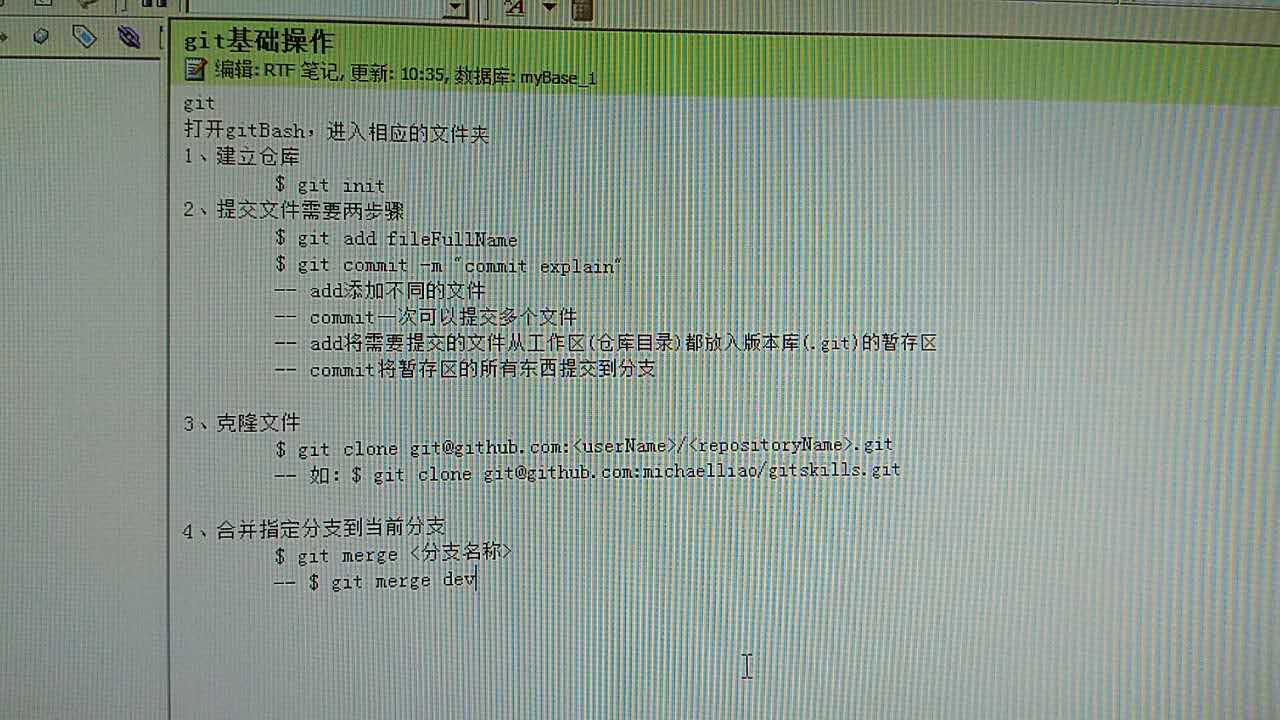 git基础操作
编辑: RTF 笔记, 更新: 10:35, 数据库: myBase_1
git
打开gitBash，进入相应的文件夹
1、建立仓库
$ git init
2、提交文件需要两步骤
$ git add fileFullName
$ git commit -m "commit explain"
-- add添加不同的文件
-- commit一次可以提交多个文件
-- add将需要提交的文件从工作区(仓库目录)都放入版本库(.git)的暂存区
-- commit将暂存区的所有东西提交到分支
3、克隆文件
$ git clone git@github.com:<userName>/<repositoryName>.git
-- 如: $ git clone git@github.com:michaelliao/gitskills.git
4、合并指定分支到当前分支
$ git merge <分支名称>
-- $ git merge dev